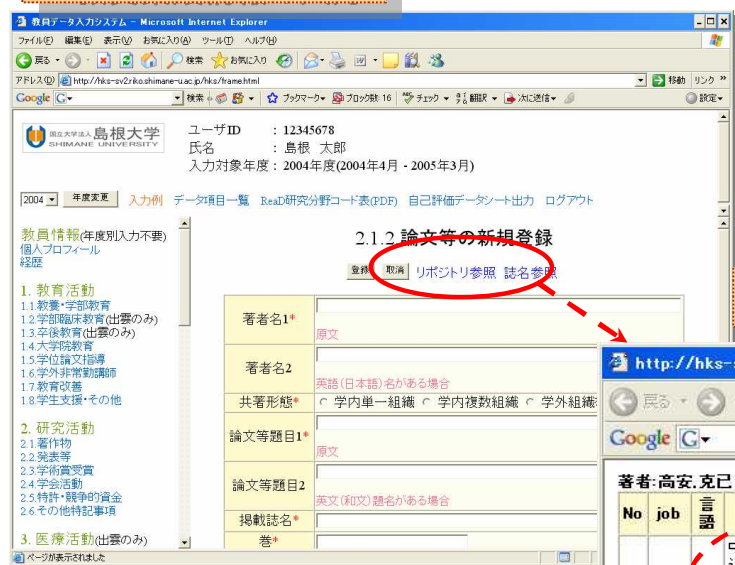 教員データ入力システム - Microsoft Internet Explorer
ファイル(F) 編集(E) 表示(V) お気に入り(A) ツール(T) ヘルプ(H)
戻る 検索 お気に入り
アドレス(D) http://hks-sv2.riko.shimane-u.ac.jp/hks/frame.html 移動 リンク »
Google G 検索 ブックマーク ブロック数: 16 チェック 翻訳 次に送信 設定
国立大学法人 島根大学
SHIMANE UNIVERSITY
ユーザID : 12345678
氏名 : 島根 太郎
入力対象年度 : 2004年度(2004年4月 - 2005年3月)
2004 年度変更 入力例 データ項目一覧 ReaD研究分野コード表(PDF) 自己評価データシート出力 ログアウト
教員情報(年度別入力不要)
個人プロフィール
経歴
1. 教育活動
1.1.教養・学部教育
1.2.学部臨床教育(出雲のみ)
1.3.卒後教育(出雲のみ)
1.4.大学院教育
1.5.学位論文指導
1.6.学外非常勤講師
1.7.教育改善
1.8.学生支援・その他
2. 研究活動
2.1.著作物
2.2.発表等
2.3.学術賞受賞
2.4.学会活動
2.5.特許・競争的資金
2.6.その他特記事項
3. 医療活動(出雲のみ)
2.1.2.論文等の新規登録
登録 取消 リポジトリ参照 誌名参照
著者名1*
原文
著者名2
英語(日本語)名がある場合
共著形態* 学内単一組織 学内複数組織 学外組織
論文等題目1*
原文
論文等題目2
英文(和文)題名がある場合
掲載誌名*
巻*
ページが表示されました
http://hks-s
戻る
Google G
著者:高安,克己
No job 言語